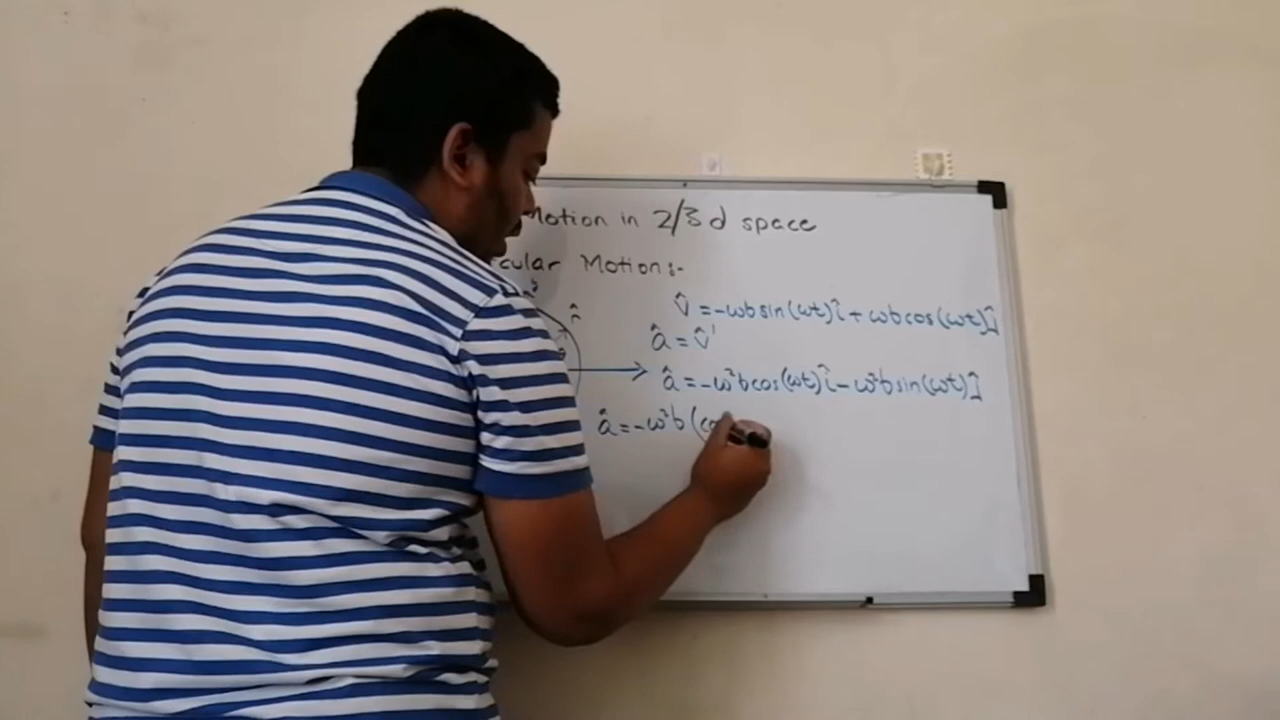 Motion in 2/3 d space
cular Motion:-
r̂
θ
v̂ = -ωb sin(ωt)î + ωb cos(ωt)ĵ
â = v̂'
â = -ω²b cos(ωt)î - ω²b sin(ωt)ĵ
â = -ω²b (co